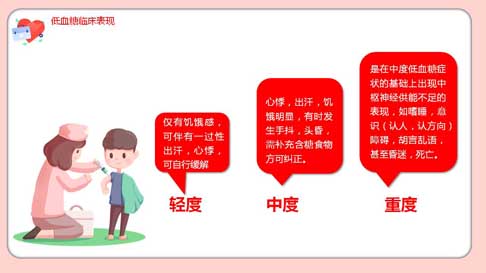 低血糖临床表现
仅有饥饿感，
可伴有一过性
出汗，心悸，
可自行缓解
轻度
心悸，出汗，饥
饿明显，有时发
生手抖，头昏，
需补充含糖食物
方可纠正。
中度
是在中度低血糖症
状的基础上出现中
枢神经供能不足的
表现，如嗜睡，意
识（认人，认方向）
障碍，胡言乱语，
甚至昏迷，死亡。
重度